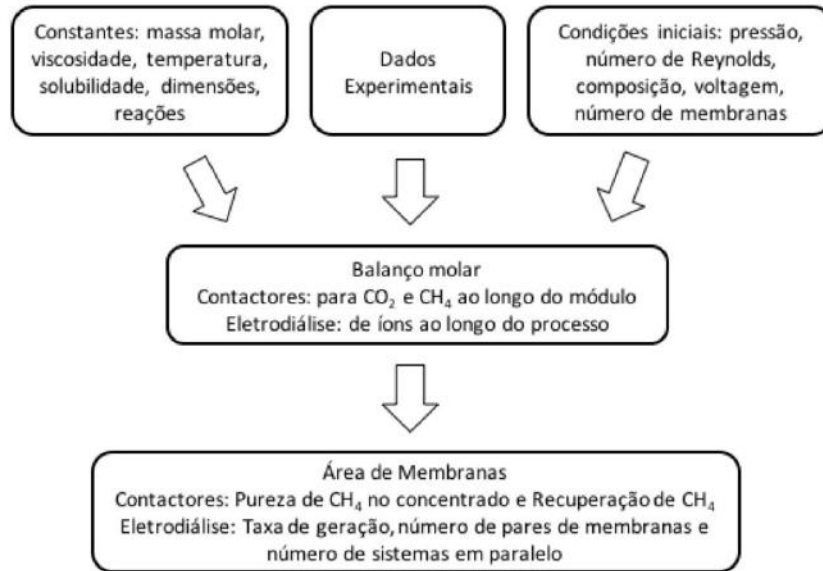 Constantes: massa molar,
viscosidade, temperatura,
solubilidade, dimensões,
reações
Dados
Experimentais
Condições iniciais: pressão,
número de Reynolds,
composição, voltagem,
número de membranas
Balanço molar
Contactores: para CO₂ e CH₄ ao longo do módulo
Eletrodiálise: de íons ao longo do processo
Área de Membranas
Contactores: Pureza de CH₄ no concentrado e Recuperação de CH₄
Eletrodiálise: Taxa de geração, número de pares de membranas e
número de sistemas em paralelo